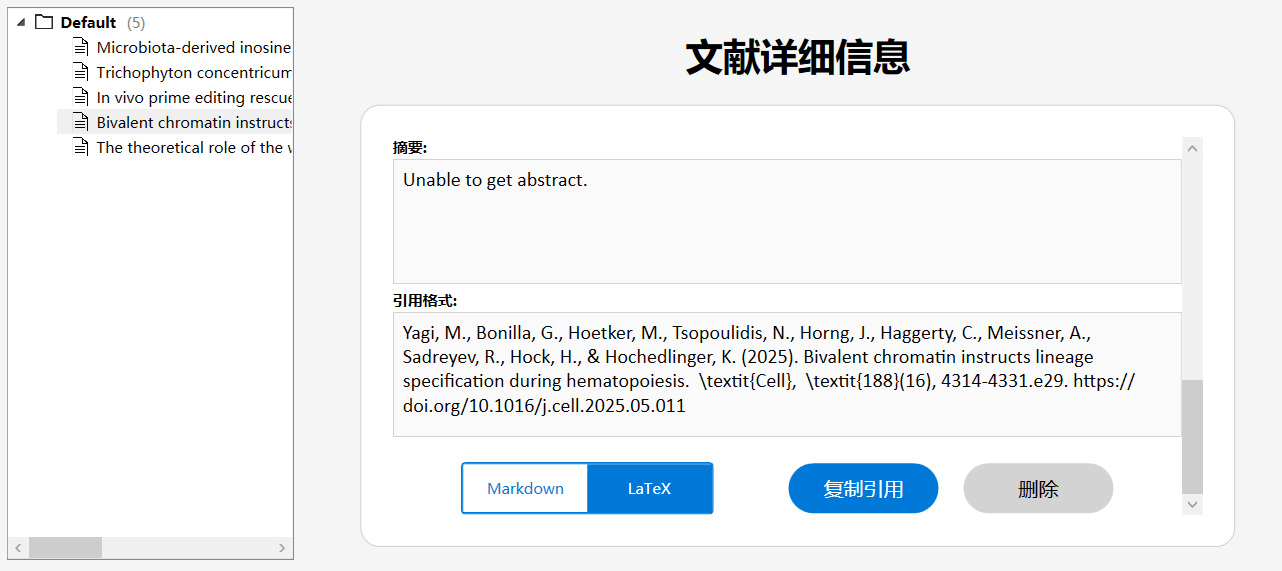 Default (5)
Microbiota-derived inosine
Trichophyton concentricum
In vivo prime editing rescue
Bivalent chromatin instructs
The theoretical role of the
文献详细信息
摘要:
Unable to get abstract.
引用格式:
Yagi, M., Bonilla, G., Hoetker, M., Tsopoulidis, N., Horng, J., Haggerty, C., Meissner, A.,
Sadreyev, R., Hock, H., & Hochedlinger, K. (2025). Bivalent chromatin instructs lineage
specification during hematopoiesis.  \textit{Cell},  \textit{188}(16), 4314-4331.e29. https://
doi.org/10.1016/j.cell.2025.05.011
Markdown
LaTeX
复制引用
删除